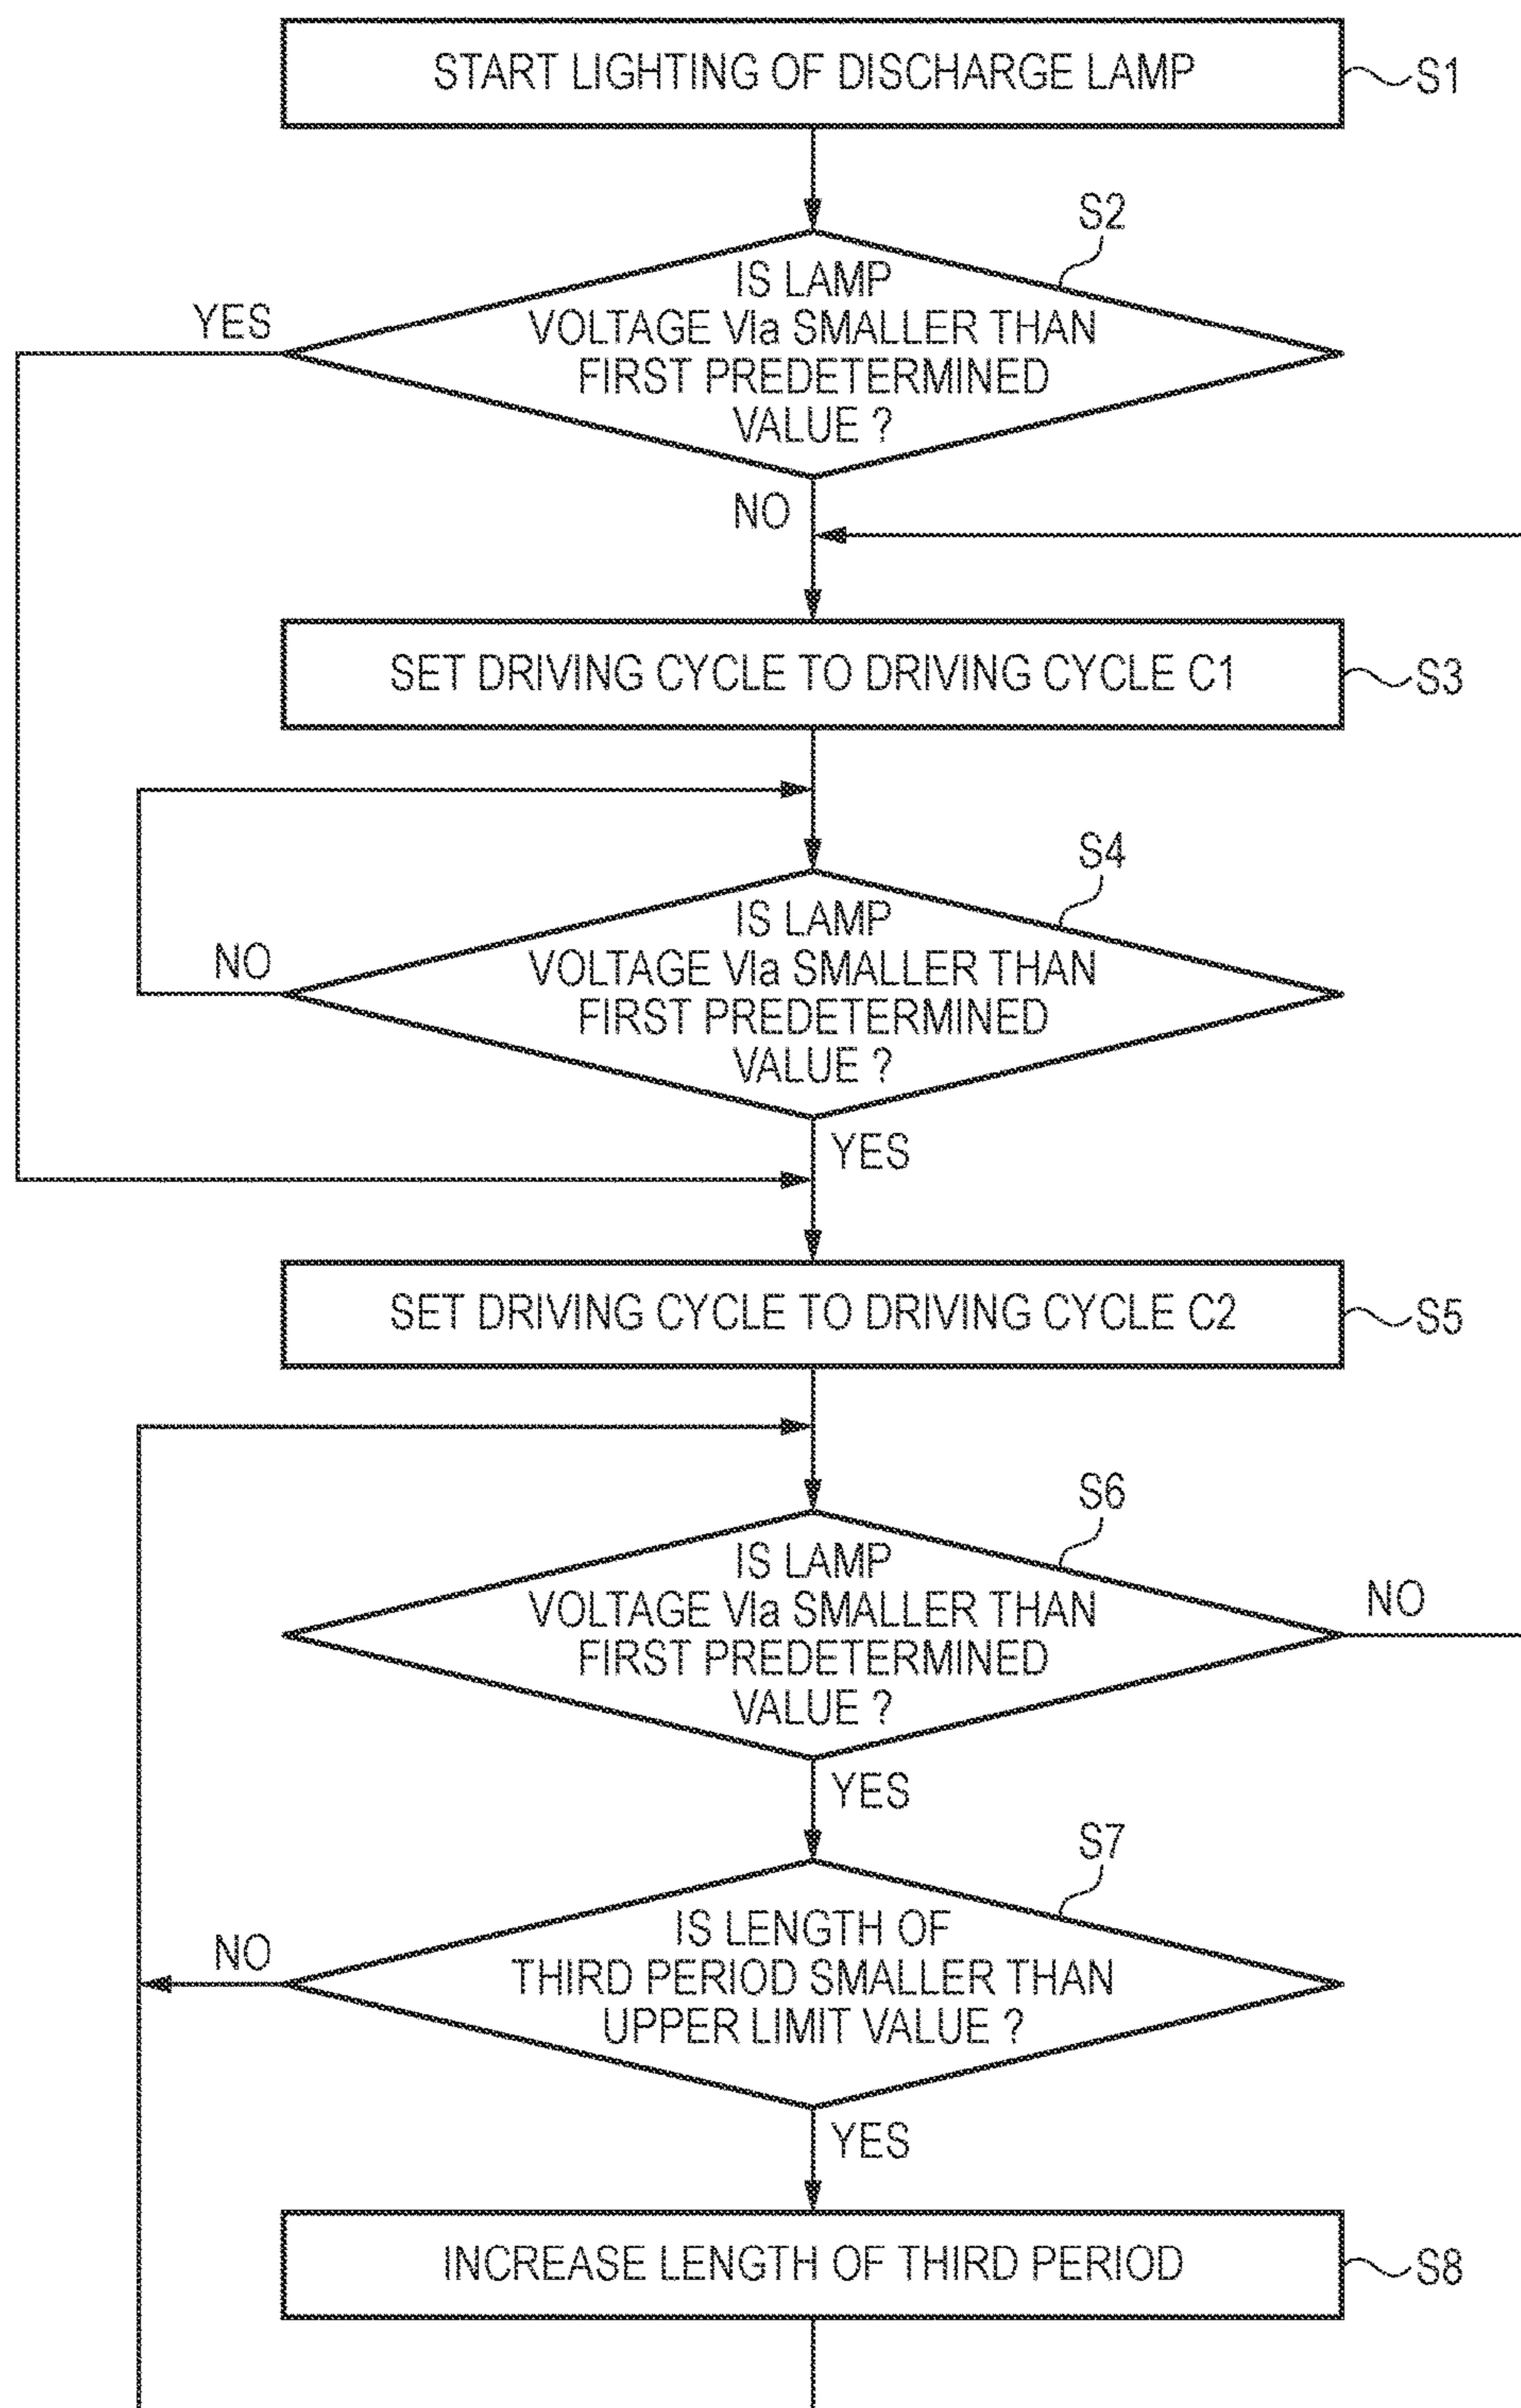 START LIGHTING OF DISCHARGE LAMP
S1
S2
IS LAMP
VOLTAGE Vla SMALLER THAN
FIRST PREDETERMINED
VALUE ?
YES
NO
SET DRIVING CYCLE TO DRIVING CYCLE C1
S3
S4
IS LAMP
VOLTAGE Vla SMALLER THAN
FIRST PREDETERMINED
VALUE ?
NO
YES
SET DRIVING CYCLE TO DRIVING CYCLE C2
S5
S6
IS LAMP
VOLTAGE Vla SMALLER THAN
FIRST PREDETERMINED
VALUE ?
NO
YES
S7
IS LENGTH OF
THIRD PERIOD SMALLER THAN
UPPER LIMIT VALUE ?
NO
YES
INCREASE LENGTH OF THIRD PERIOD
S8